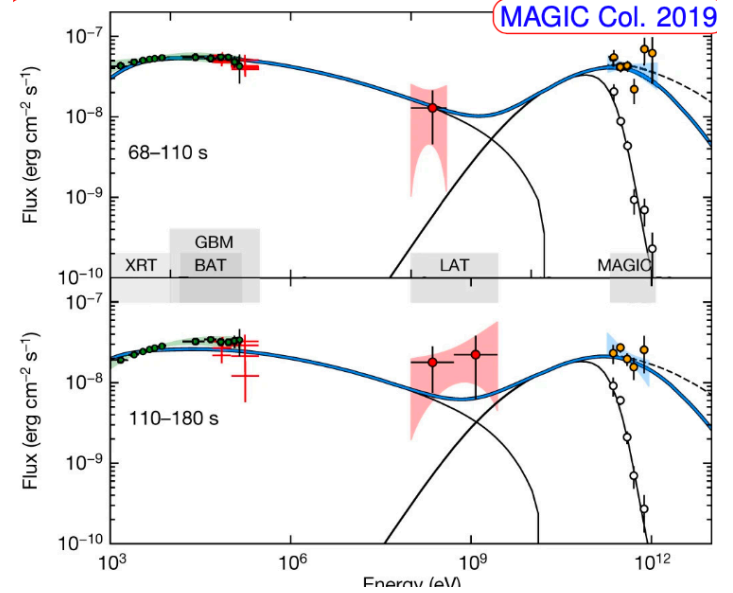 MAGIC Col. 2019
10⁻⁷
10⁻⁸
10⁻⁹
10⁻¹⁰
Flux (erg cm⁻² s⁻¹)
68–110 s
GBM
XRT BAT LAT MAGIC
10⁻⁷
10⁻⁸
10⁻⁹
10⁻¹⁰
Flux (erg cm⁻² s⁻¹)
110–180 s
10³ 10⁶ 10⁹ 10¹²
Energy (eV)